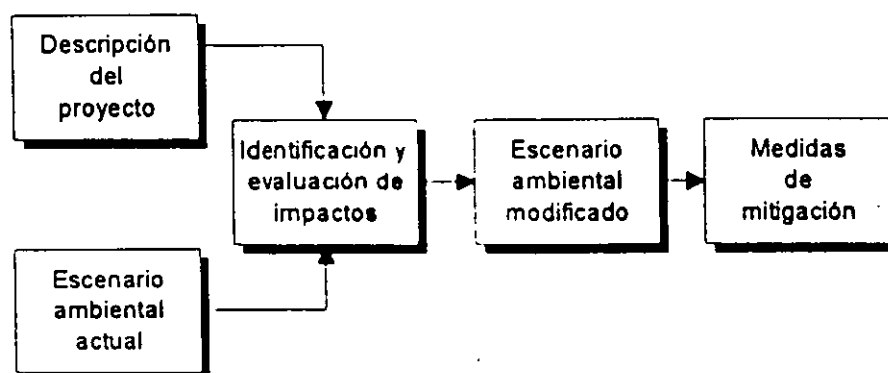 Descripción
del
proyecto
Identificación y
evaluación de
impactos
Escenario
ambiental
modificado
Medidas
de
mitigación
Escenario
ambiental
actual